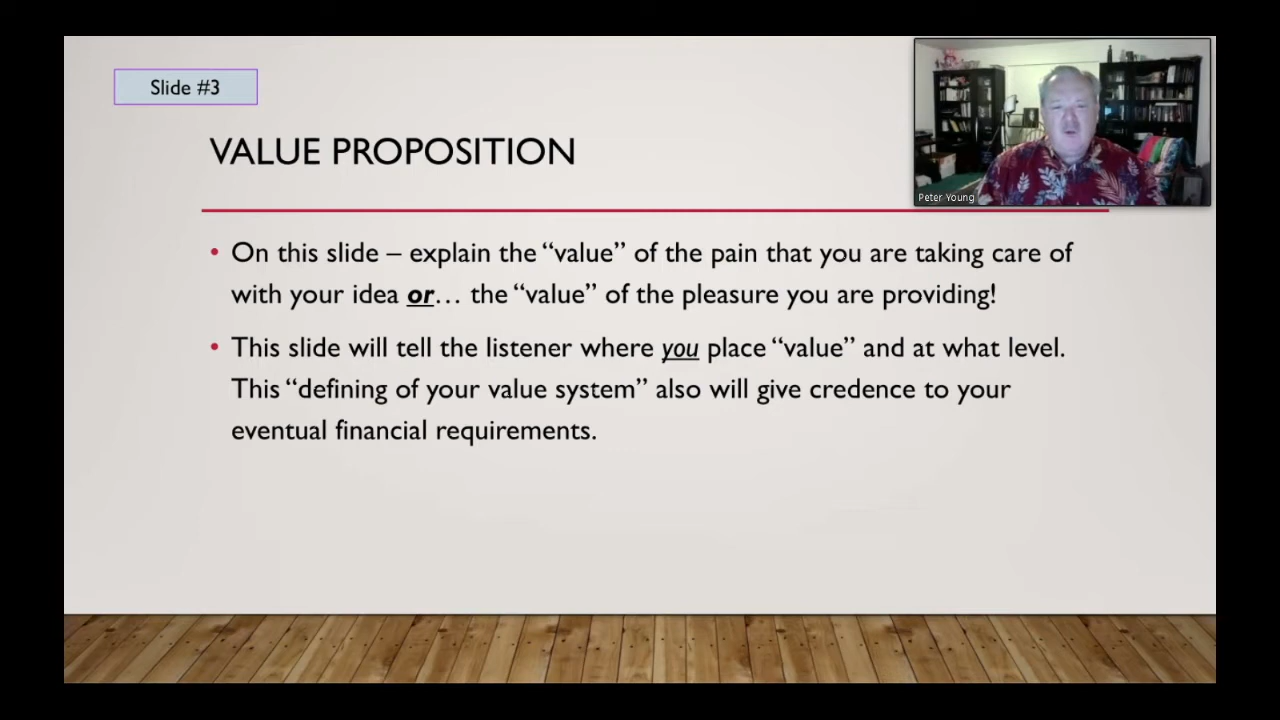 Slide #3
VALUE PROPOSITION
Peter Young
• On this slide – explain the “value” of the pain that you are taking care of
with your idea or… the “value” of the pleasure you are providing!
• This slide will tell the listener where you place “value” and at what level.
This “defining of your value system” also will give credence to your
eventual financial requirements.